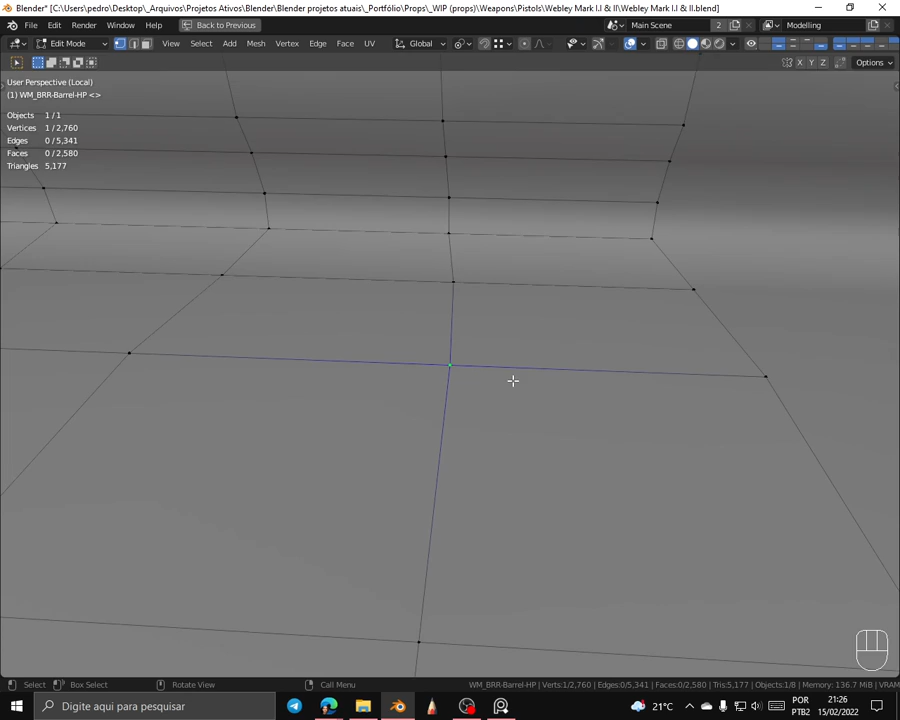 Blender* [C:\Users\pedro\Desktop\_Arquivos\Projetos Ativos\Blender\Blender projetos atuais\_Portfólio\Props\_WIP (props)\Weapons\Pistols\Webley Mark I.I & II\Webley Mark I.I & II.blend]
File Edit Render Window Help Back to Previous Main Scene 2 Modelling
Edit Mode View Select Add Mesh Vertex Edge Face UV Global
X Y Z Options
User Perspective (Local)
(1) WM_BRR-Barrel-HP <>
Objects 1/1
Vertices 1/2,760
Edges 0/5,341
Faces 0/2,580
Triangles 5,177
Select Box Select Rotate View Call Menu WM_BRR-Barrel-HP | Verts:1/2,760 | Edges:0/5,341 | Faces:0/2,580 | Tris:5,177 | Objects:1/8 | Memory: 136.7 MiB | VRAM
Digite aqui para pesquisar 21°C POR 21:26
PTB2 15/02/2022